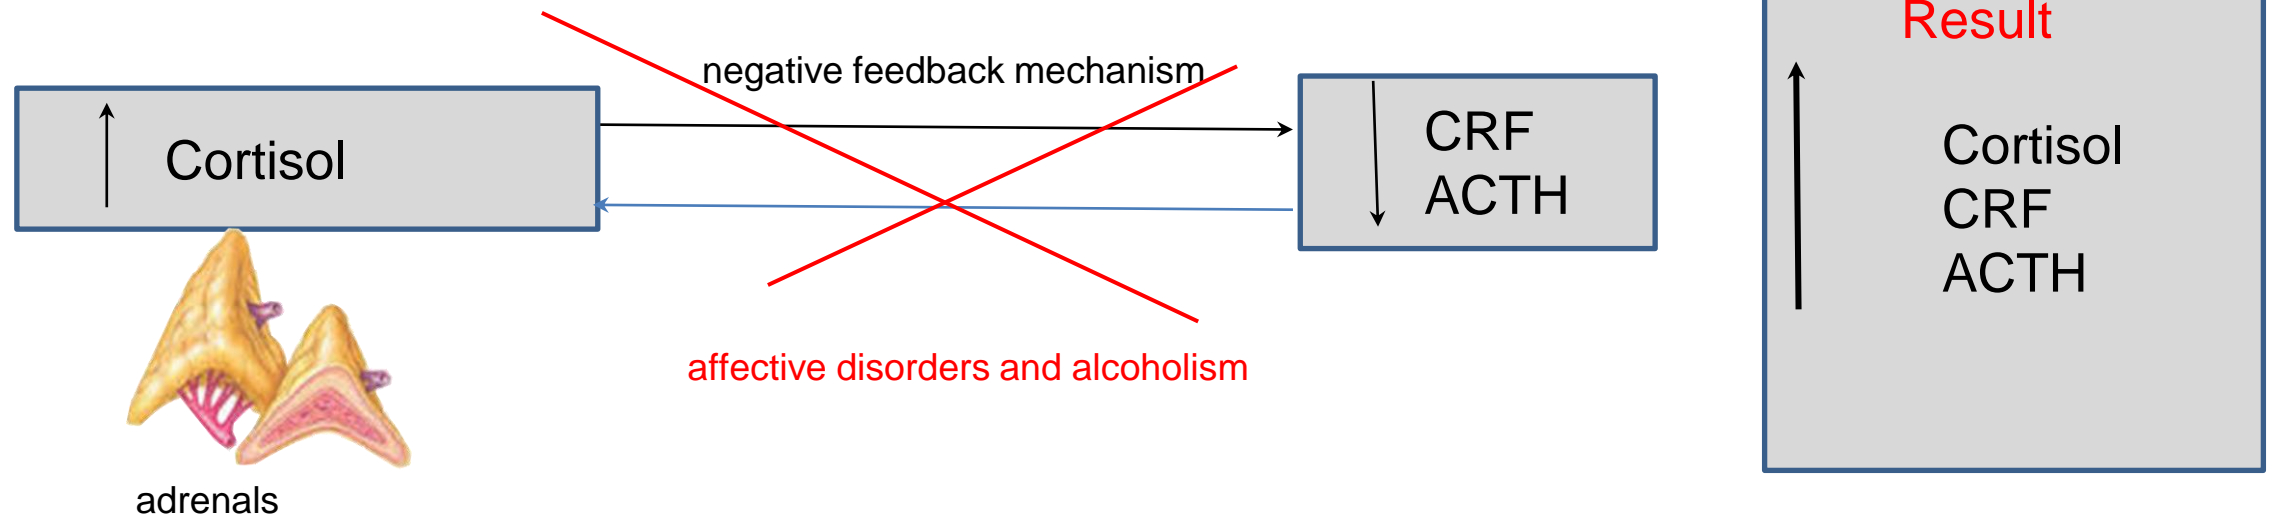 negative feedback mechanism
Cortisol
CRF
ACTH
affective disorders and alcoholism
adrenals
Result
Cortisol
CRF
ACTH